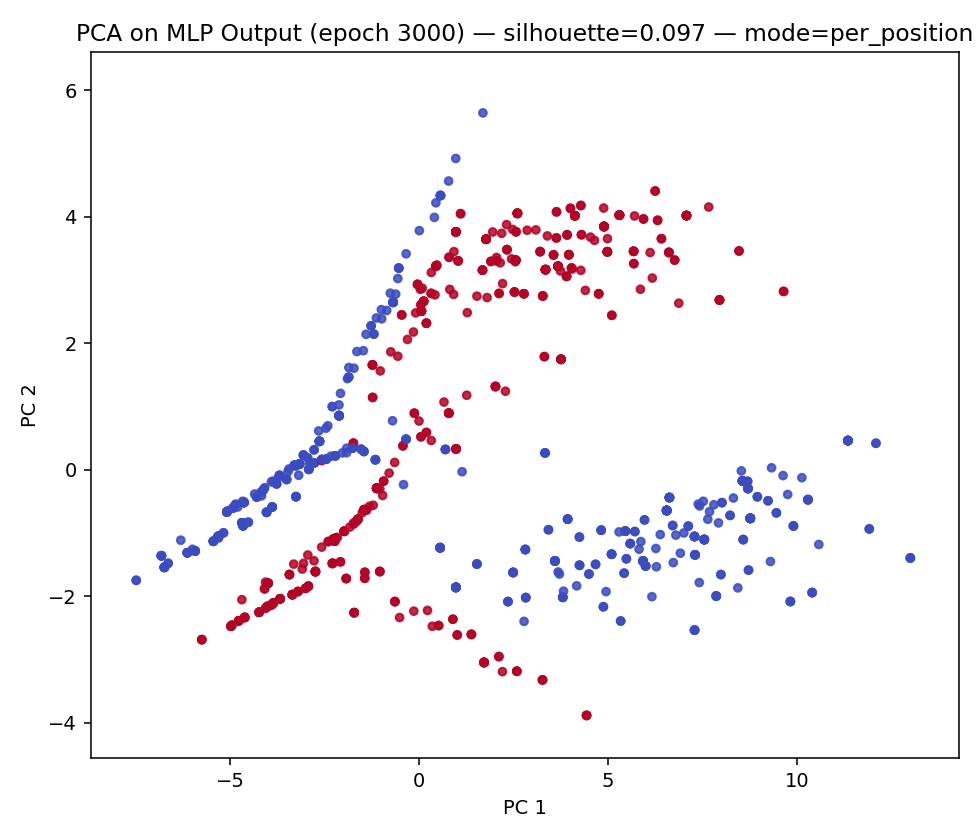 PCA on MLP Output (epoch 3000) — silhouette=0.097 — mode=per_position
6
4
2
0
−2
−4
PC 2
−5 0 5 10
PC 1